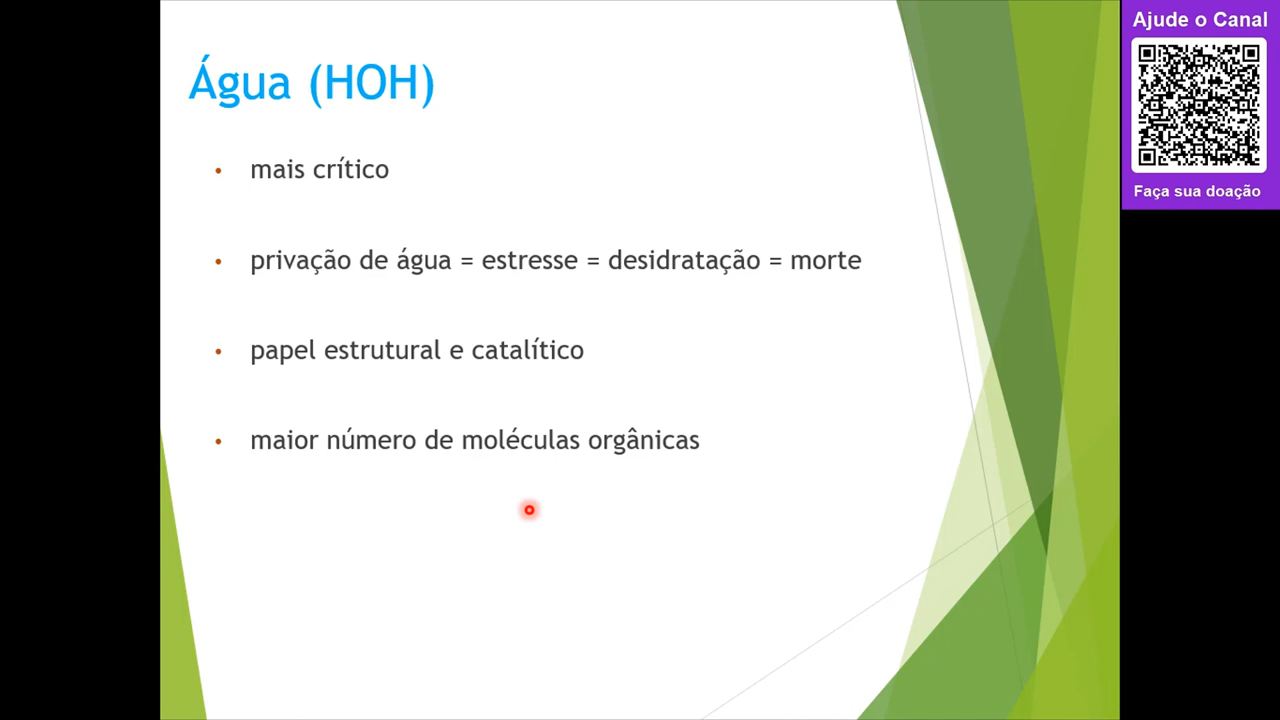 Água (HOH)
• mais crítico
• privação de água = estresse = desidratação = morte
• papel estrutural e catalítico
• maior número de moléculas orgânicas
Ajude o Canal
Faça sua doação